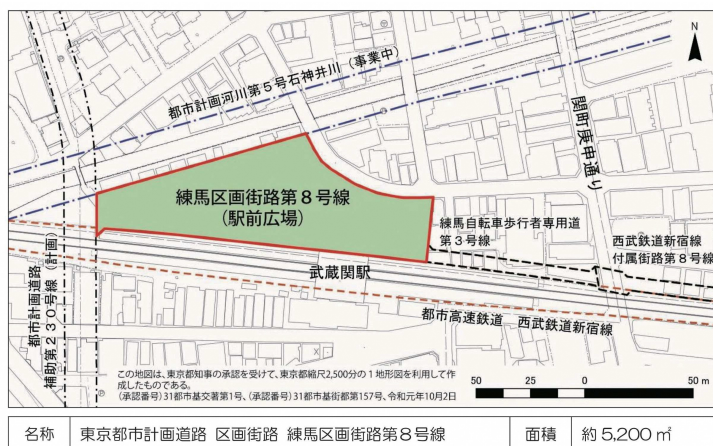 N
都市計画河川第5号石神井川(事業中)
関町庚申通り
練馬区画街路第8号線
(駅前広場)
練馬自転車歩行者専用道
第3号線
西武鉄道新宿線
付属街路第8号線
武蔵関駅
都市計画道路
補助第230号線(計画)
都市高速鉄道 西武鉄道新宿線
この地図は、東京都知事の承認を受けて、東京都縮尺2,500分の1地形図を利用して作
成したものである。
(承認番号)31都市基交著第1号、(承認番号)31都市基街都第157号、令和元年10月2日
50 25 0 50 m
名称 東京都市計画道路 区画街路 練馬区画街路第8号線 面積 約5,200㎡